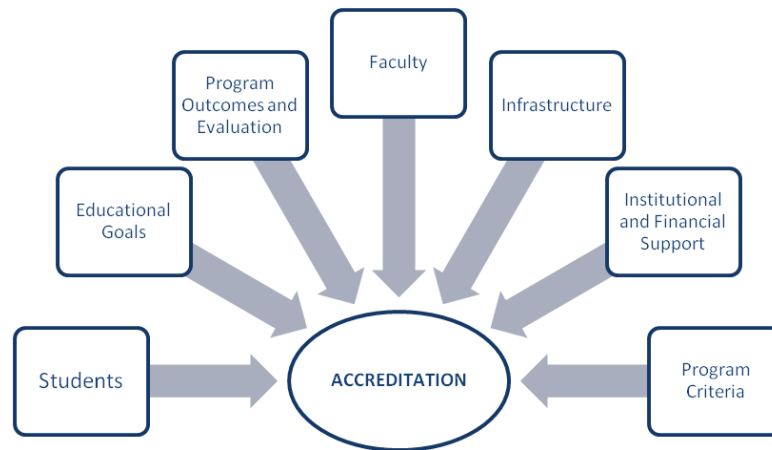 Faculty
Program
Outcomes and
Evaluation
Infrastructure
Educational
Goals
Institutional
and Financial
Support
Students
ACCREDITATION
Program
Criteria